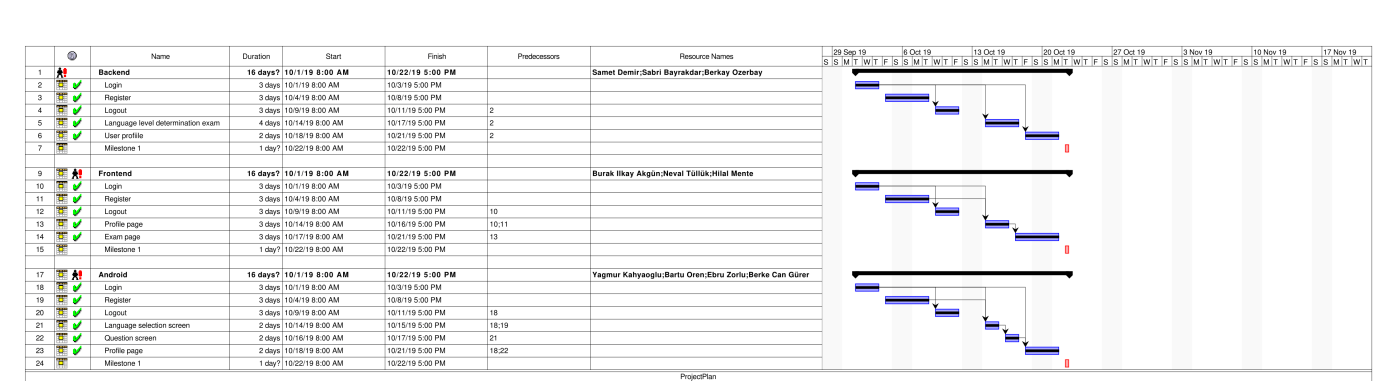 Name Duration Start Finish Predecessors Resource Names 29 Sep 19 6 Oct 19 13 Oct 19 20 Oct 19 27 Oct 19 3 Nov 19 10 Nov 19 17 Nov 19
S S M T W T F S S M T W T F S S M T W T F S S M T W T F S S M T W T F S S M T W T F S S M T W T F S S M T W T
1 Backend 16 days? 10/1/19 8:00 AM 10/22/19 5:00 PM Samet Demir;Sabri Bayrakdar;Berkay Ozerbay
2 Login 3 days 10/1/19 8:00 AM 10/3/19 5:00 PM
3 Register 3 days 10/4/19 8:00 AM 10/8/19 5:00 PM
4 Logout 3 days 10/9/19 8:00 AM 10/11/19 5:00 PM 2
5 Language level determination exam 4 days 10/14/19 8:00 AM 10/17/19 5:00 PM 2
6 User profiile 2 days 10/18/19 8:00 AM 10/21/19 5:00 PM 2
7 Milestone 1 1 day? 10/22/19 8:00 AM 10/22/19 5:00 PM
9 Frontend 16 days? 10/1/19 8:00 AM 10/22/19 5:00 PM Burak Ilkay Akgün;Neval Tüllük;Hilal Mente
10 Login 3 days 10/1/19 8:00 AM 10/3/19 5:00 PM
11 Register 3 days 10/4/19 8:00 AM 10/8/19 5:00 PM
12 Logout 3 days 10/9/19 8:00 AM 10/11/19 5:00 PM 10
13 Profile page 3 days 10/14/19 8:00 AM 10/16/19 5:00 PM 10;11
14 Exam page 3 days 10/17/19 8:00 AM 10/21/19 5:00 PM 13
15 Milestone 1 1 day? 10/22/19 8:00 AM 10/22/19 5:00 PM
17 Android 16 days? 10/1/19 8:00 AM 10/22/19 5:00 PM Yagmur Kahyaoglu;Bartu Oren;Ebru Zorlu;Berke Can Gürer
18 Login 3 days 10/1/19 8:00 AM 10/3/19 5:00 PM
19 Register 3 days 10/4/19 8:00 AM 10/8/19 5:00 PM
20 Logout 3 days 10/9/19 8:00 AM 10/11/19 5:00 PM 18
21 Language selection screen 2 days 10/14/19 8:00 AM 10/15/19 5:00 PM 18;19
22 Question screen 2 days 10/16/19 8:00 AM 10/17/19 5:00 PM 21
23 Profile page 2 days 10/18/19 8:00 AM 10/21/19 5:00 PM 18;22
24 Milestone 1 1 day? 10/22/19 8:00 AM 10/22/19 5:00 PM
ProjectPlan